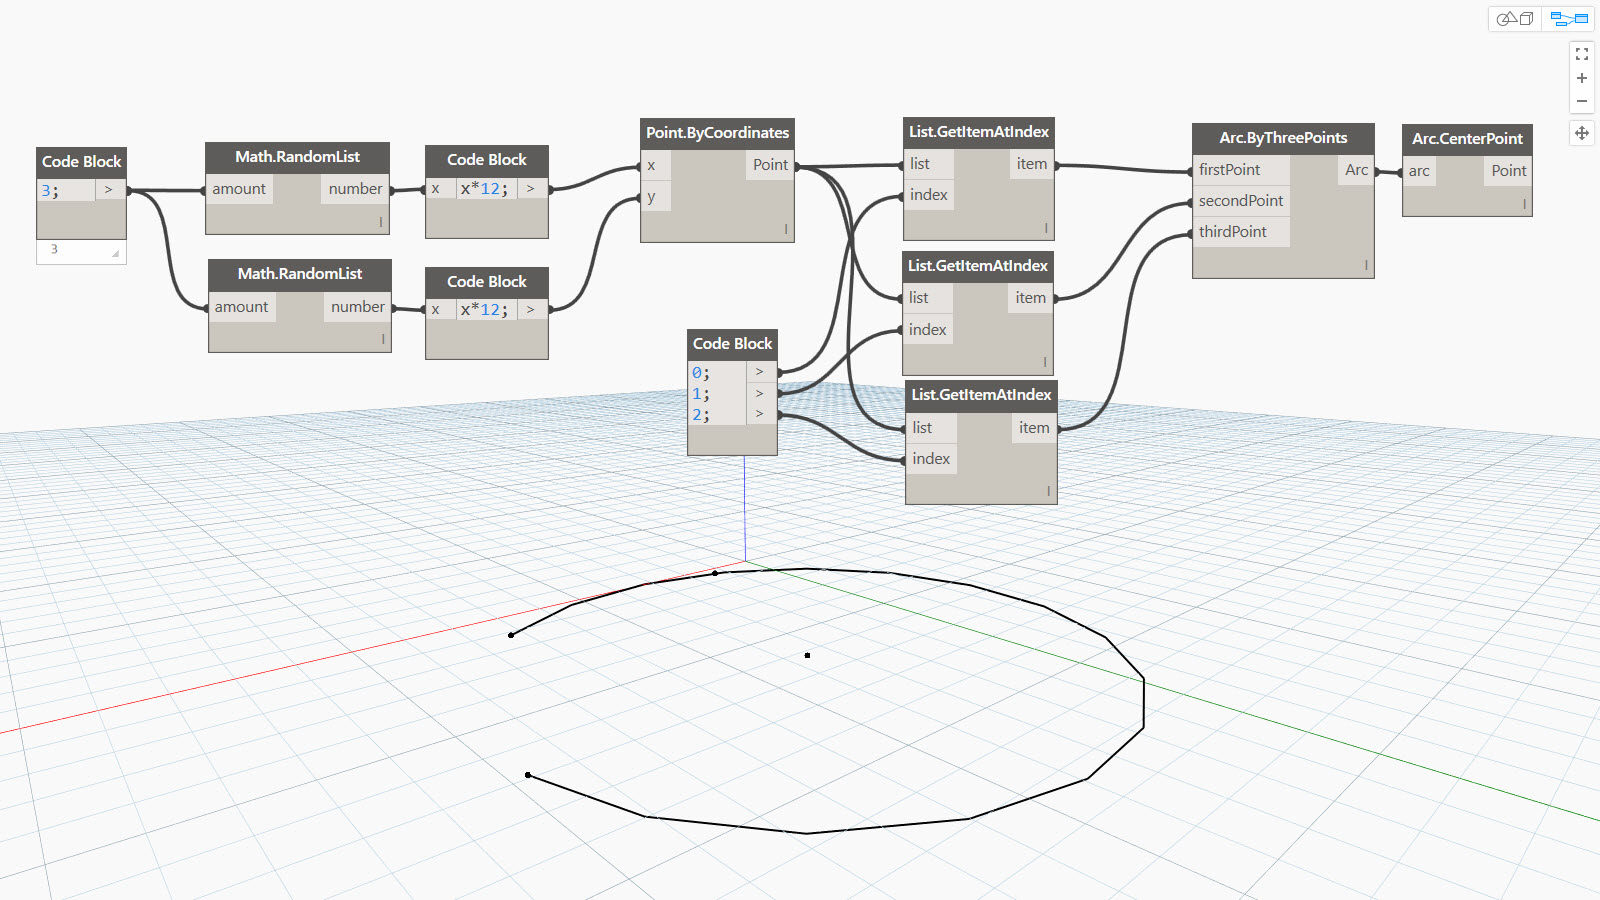 Code Block
3;
>
3
Math.RandomList
amount
number
Math.RandomList
amount
number
Code Block
x
x*12;
>
Code Block
x
x*12;
>
Point.ByCoordinates
x
Point
y
Code Block
0;
>
1;
>
2;
>
List.GetItemAtIndex
list
item
index
List.GetItemAtIndex
list
item
index
List.GetItemAtIndex
list
item
index
Arc.ByThreePoints
firstPoint
Arc
secondPoint
thirdPoint
Arc.CenterPoint
arc
Point